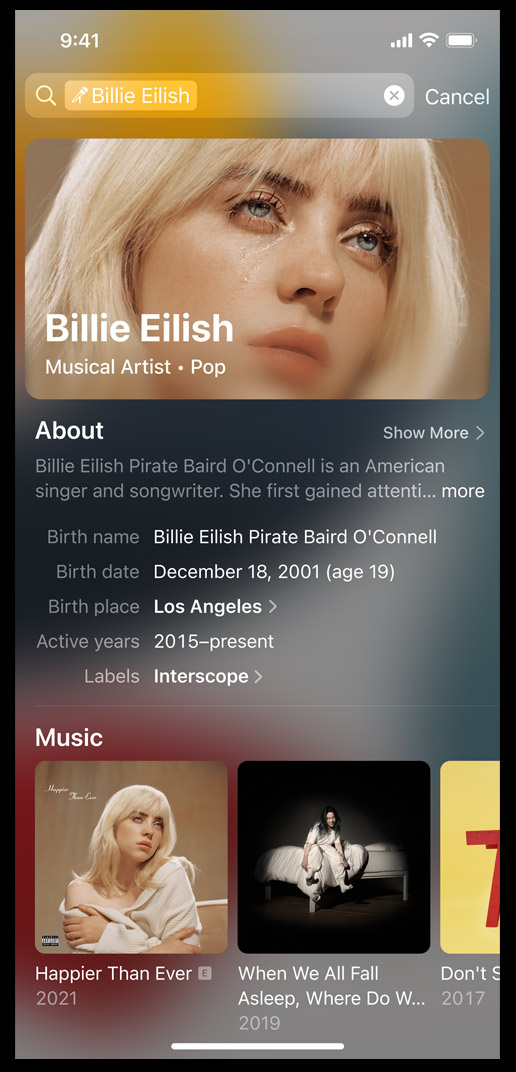 9:41
Billie Eilish
Cancel
Billie Eilish
Musical Artist • Pop
About
Show More
Billie Eilish Pirate Baird O'Connell is an American
singer and songwriter. She first gained attenti... more
Birth name Billie Eilish Pirate Baird O'Connell
Birth date December 18, 2001 (age 19)
Birth place Los Angeles
Active years 2015–present
Labels Interscope
Music
Happier
Than Ever
Happier Than Ever E
2021
When We All Fall
Asleep, Where Do W...
2019
Don't S
2017